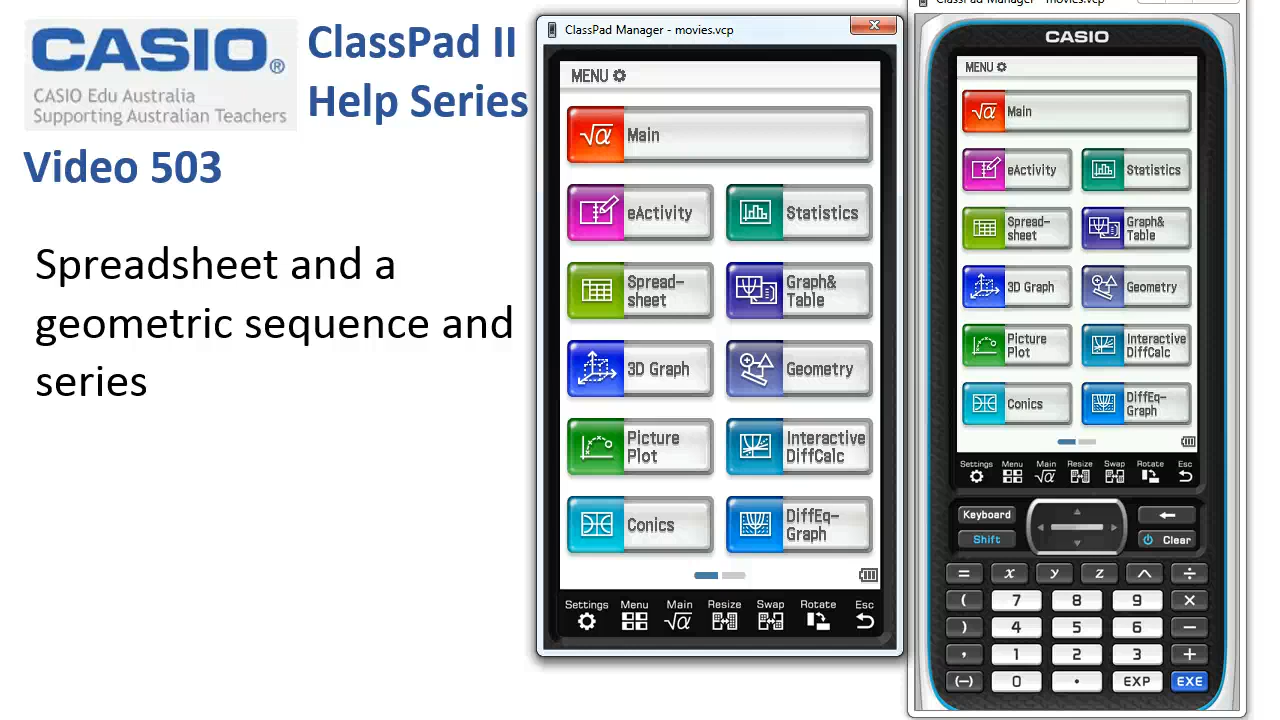 CASIO®
CASIO Edu Australia
Supporting Australian Teachers
ClassPad II
Help Series
Video 503
Spreadsheet and a
geometric sequence and
series
ClassPad Manager - movies.vcp
MENU
Main
eActivity
Statistics
Spread-
sheet
Graph&
Table
3D Graph
Geometry
Picture
Plot
Interactive
DiffCalc
Conics
DiffEq-
Graph
Settings Menu Main Resize Swap Rotate Esc
ClassPad Manager - movies.vcp
CASIO
MENU
Main
eActivity
Statistics
Spread-
sheet
Graph&
Table
3D Graph
Geometry
Picture
Plot
Interactive
DiffCalc
Conics
DiffEq-
Graph
Settings Menu Main Resize Swap Rotate Esc
Keyboard
Shift
Clear
= x y z ^ ÷
( 7 8 9 ×
) 4 5 6 −
, 1 2 3 +
(−) 0 · EXP EXE